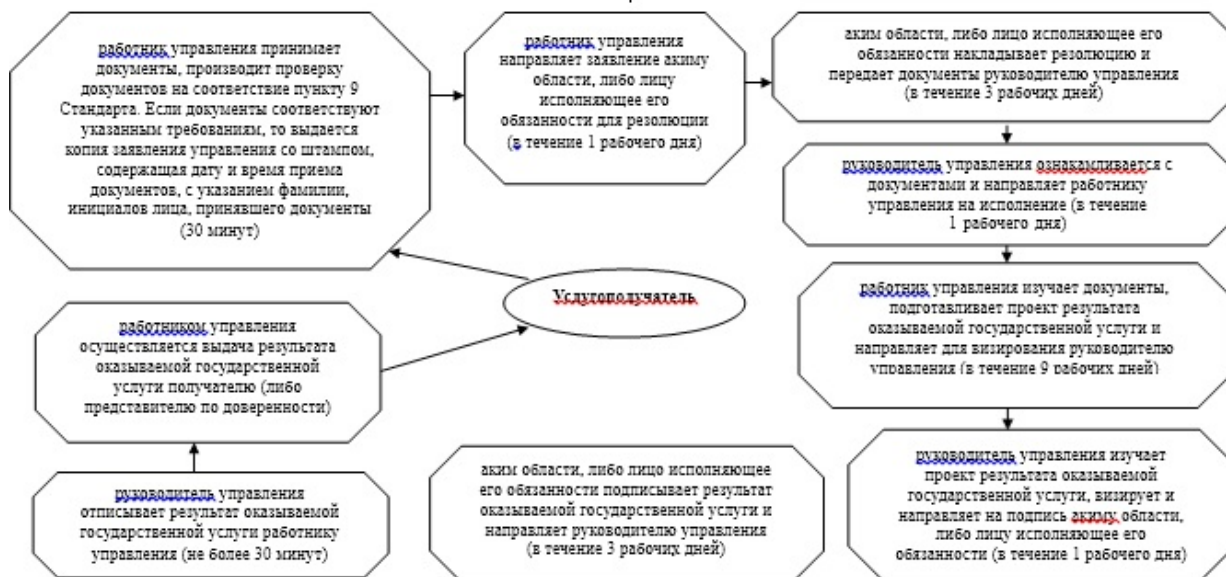 работник управления принимает
документы, производит проверку
документов на соответствие пункту 9
Стандарта. Если документы соответствуют
указанным требованиям, то выдается
копия заявления управления со штампом,
содержащая дату и время приема
документов, с указанием фамилии,
инициалов лица, принявшего документы
(30 минут)
работник управления
направляет заявление акиму
области, либо лицу
исполняющее его
обязанности для резолюции
(в течение 1 рабочего дня)
аким области, либо лицо исполняющее его
обязанности накладывает резолюцию и
передает документы руководителю управления
(в течение 3 рабочих дней)
руководитель управления ознакамливается с
документами и направляет работнику
управления на исполнение (в течение
1 рабочего дня)
работник управления изучает документы,
подготавливает проект результата
оказываемой государственной услуги и
направляет для визирования руководителю
управления (в течение 9 рабочих дней)
руководитель управления изучает
проект результата оказываемой
государственной услуги, визирует и
направляет на подпись акиму области,
либо лицу исполняющее его
обязанности (в течение 1 рабочего дня)
аким области, либо лицо исполняющее
его обязанности подписывает результат
оказываемой государственной услуги и
направляет руководителю управления
(в течение 3 рабочих дней)
руководитель управления
отписывает результат оказываемой
государственной услуги работнику
управления (не более 30 минут)
работником управления
осуществляется выдача результата
оказываемой государственной
услуги получателю (либо
представителю по доверенности)
Услугополучатель